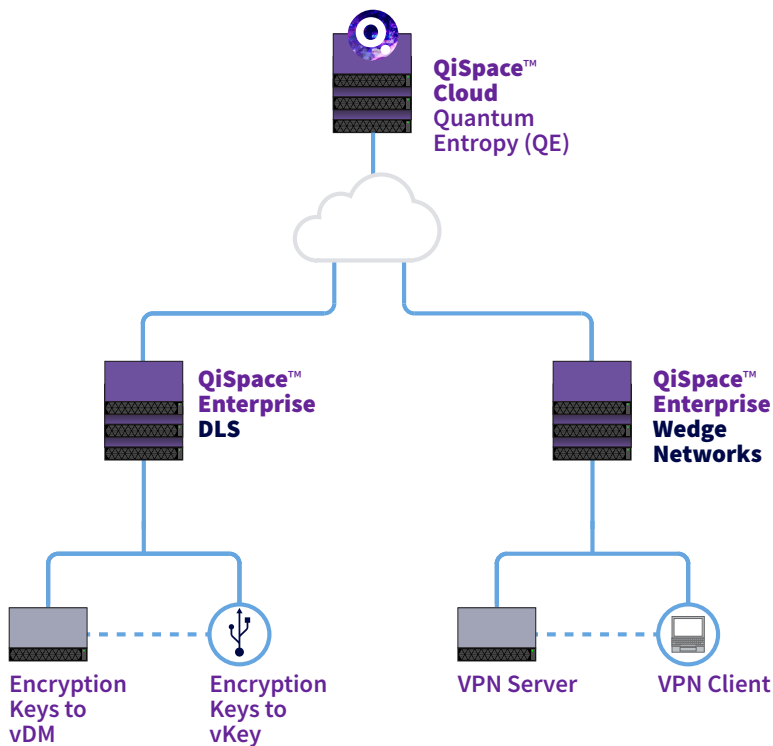 QiSpace™
Cloud
Quantum
Entropy (QE)
QiSpace™
Enterprise
DLS
QiSpace™
Enterprise
Wedge
Networks
Encryption
Keys to
vDM
Encryption
Keys to
vKey
VPN Server
VPN Client